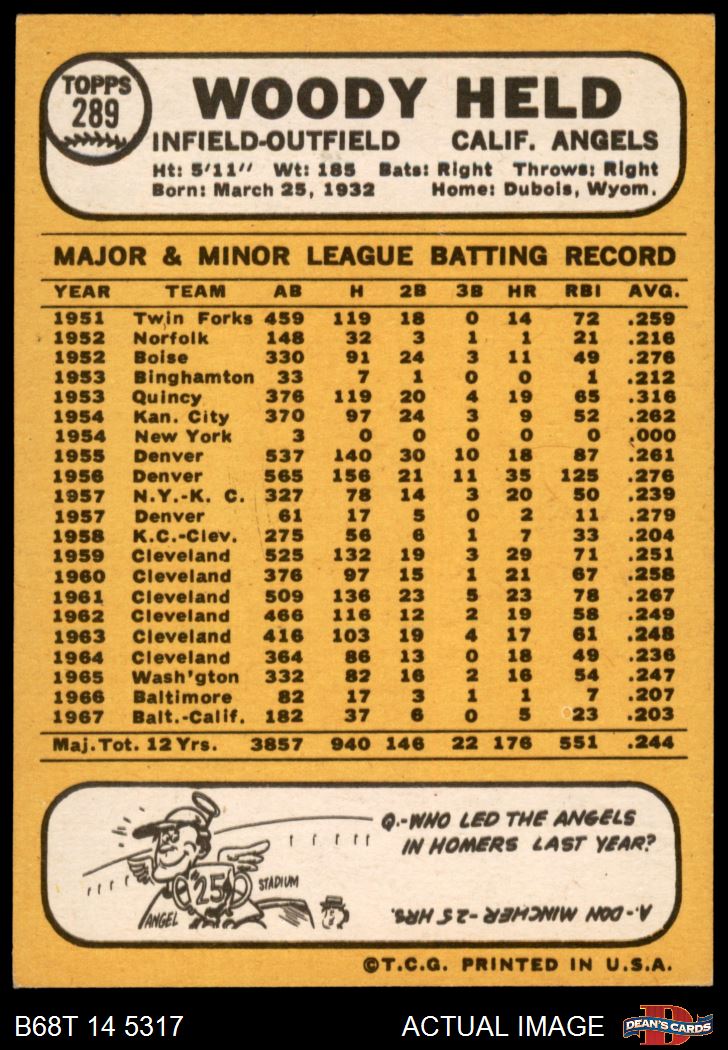 TOPPS
289
WOODY HELD
INFIELD-OUTFIELD CALIF. ANGELS
Ht: 5'11" Wt: 185 Bats: Right Throws: Right
Born: March 25, 1932 Home: Dubois, Wyom.
MAJOR & MINOR LEAGUE BATTING RECORD
YEAR TEAM AB H 2B 3B HR RBI AVG.
1951 Twin Forks 459 119 18 0 14 72 .259
1952 Norfolk 148 32 3 1 1 21 .216
1952 Boise 330 91 24 3 11 49 .276
1953 Binghamton 33 7 1 0 0 1 .212
1953 Quincy 376 119 20 4 19 65 .316
1954 Kan. City 370 97 24 3 9 52 .262
1954 New York 3 0 0 0 0 0 .000
1955 Denver 537 140 30 10 18 87 .261
1956 Denver 565 156 21 11 35 125 .276
1957 N.Y.-K. C. 327 78 14 3 20 50 .239
1957 Denver 61 17 5 0 2 11 .279
1958 K.C.-Clev. 275 56 6 1 7 33 .204
1959 Cleveland 525 132 19 3 29 71 .251
1960 Cleveland 376 97 15 1 21 67 .258
1961 Cleveland 509 136 23 5 23 78 .267
1962 Cleveland 466 116 12 2 19 58 .249
1963 Cleveland 416 103 19 4 17 61 .248
1964 Cleveland 364 86 13 0 18 49 .236
1965 Wash'gton 332 82 16 2 16 54 .247
1966 Baltimore 82 17 3 1 1 7 .207
1967 Balt.-Calif. 182 37 6 0 5 23 .203
Maj. Tot. 12 Yrs. 3857 940 146 22 176 551 .244
Q.-WHO LED THE ANGELS
IN HOMERS LAST YEAR?
25
STADIUM
ANGEL
A.-DON MINCHER-25 HRS.
©T.C.G. PRINTED IN U.S.A.
B68T 14 5317 ACTUAL IMAGE
D
DEAN'S CARDS